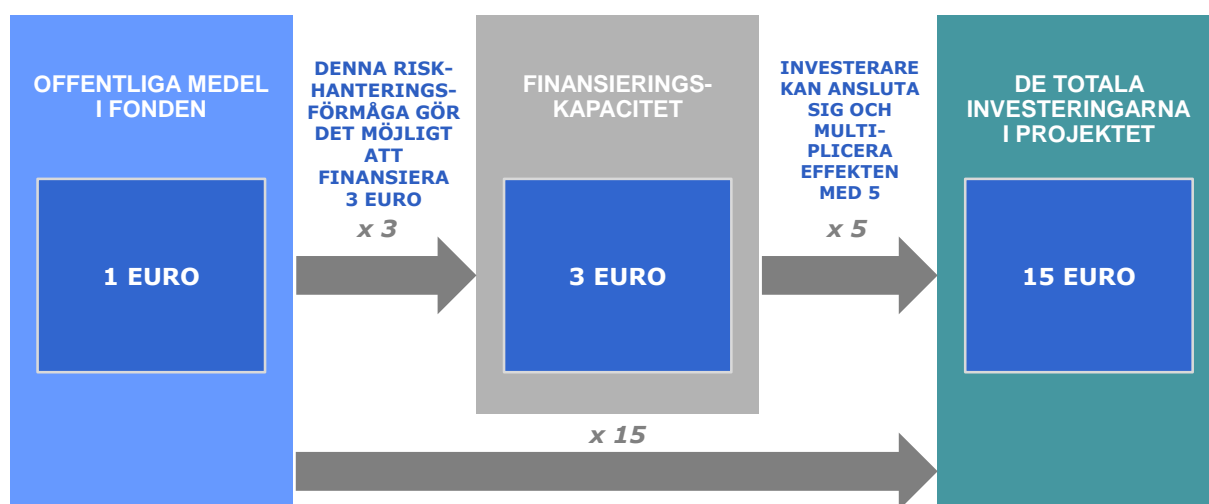 OFFENTLIGA MEDEL
I FONDEN
1 EURO
DENNA RISK-
HANTERINGS-
FÖRMÅGA GÖR
DET MÖJLIGT
ATT
FINANSIERA
3 EURO
x 3
FINANSIERINGS-
KAPACITET
3 EURO
INVESTERARE
KAN ANSLUTA
SIG OCH
MULTI-
PLICERA
EFFEKTEN
MED 5
x 5
DE TOTALA
INVESTERINGARNA
I PROJEKTET
15 EURO
x 15